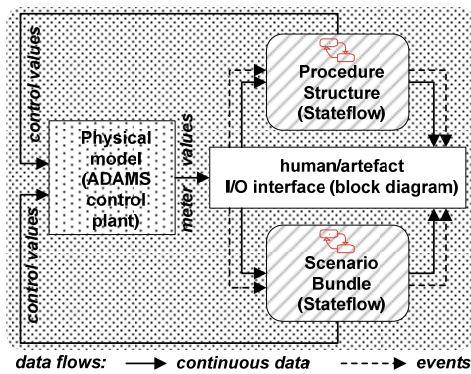 control values
Procedure
Structure
(Stateflow)
Physical
model
(ADAMS
control
plant)
meter values
human/artefact
I/O interface (block diagram)
control values
Scenario
Bundle
(Stateflow)
data flows: continuous data events